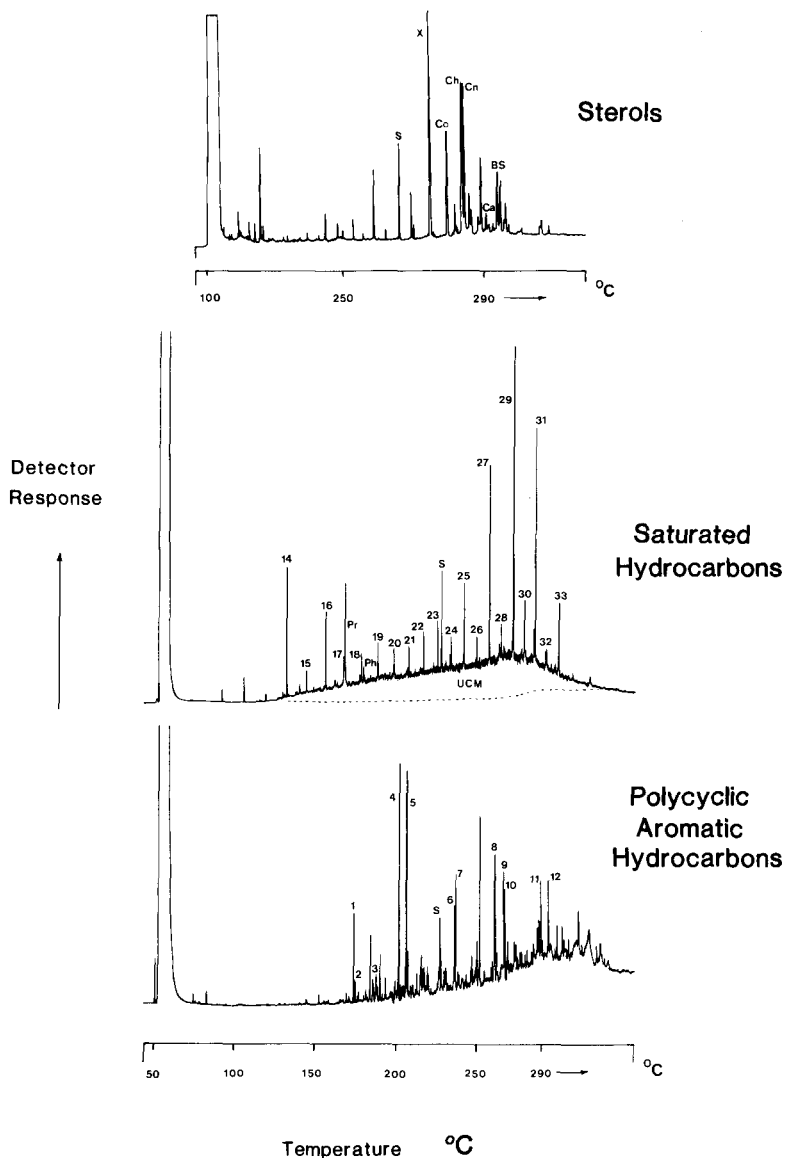 X
Ch
Cn
Co
S
BS
Ca
Sterols
100 250 290
°C
Detector
Response
Saturated
Hydrocarbons
14
15
16
17
Pr
18
Ph
19
20
21
22
23
S
24
25
26
27
28
29
30
31
32
33
UCM
Polycyclic
Aromatic
Hydrocarbons
1
2
3
4
5
S
6
7
8
9
10
11
12
50 100 150 200 250 290
°C
Temperature °C